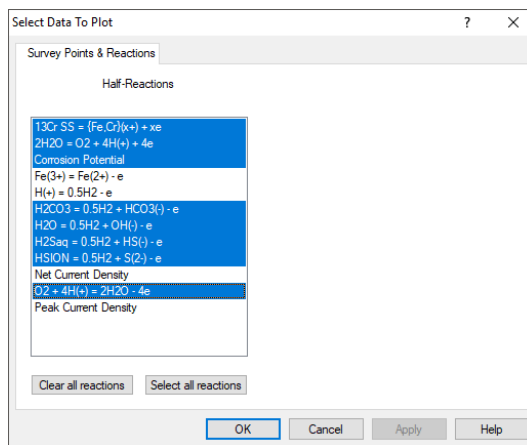 Select Data To Plot
?
Survey Points & Reactions
Half-Reactions
13Cr SS = {Fe,Cr}(x+) + xe
2H2O = O2 + 4H(+) + 4e
Corrosion Potential
Fe(3+) = Fe(2+) - e
H(+) = 0.5H2 - e
H2CO3 = 0.5H2 + HCO3(-) - e
H2O = 0.5H2 + OH(-) - e
H2Saq = 0.5H2 + HS(-) - e
HSION = 0.5H2 + S(2-) - e
Net Current Density
O2 + 4H(+) = 2H2O - 4e
Peak Current Density
Clear all reactions
Select all reactions
OK
Cancel
Apply
Help